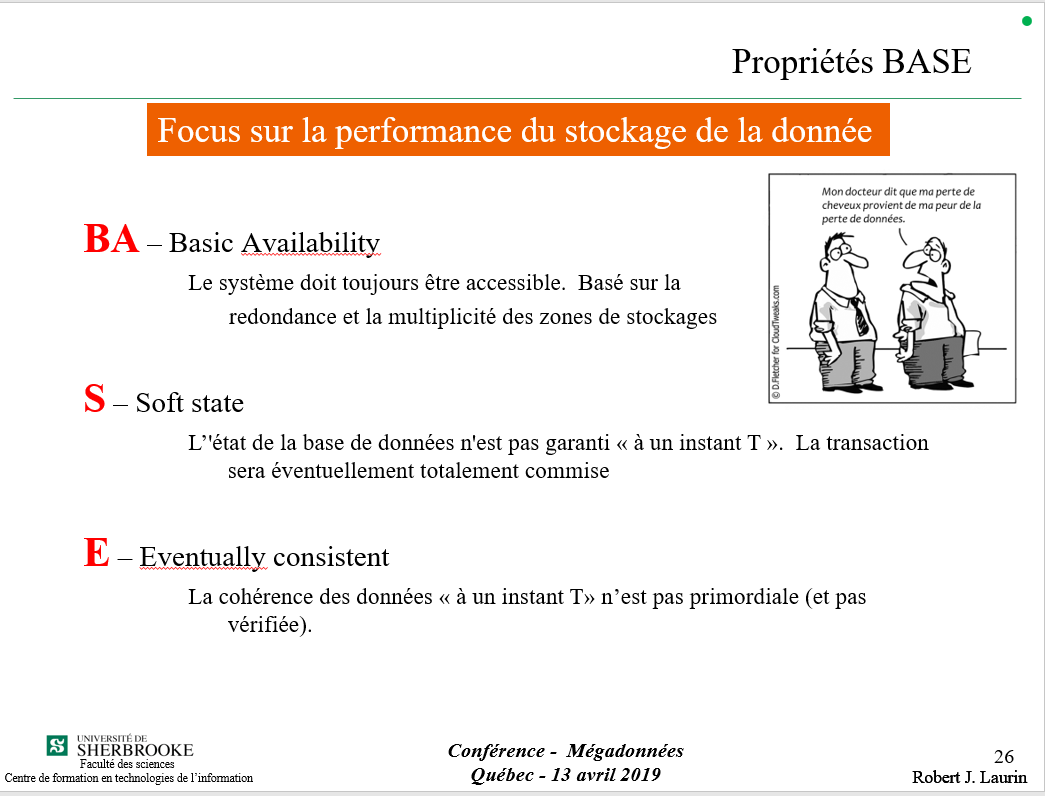 Propriétés BASE
Focus sur la performance du stockage de la donnée
Mon docteur dit que ma perte de
cheveux provient de ma peur de la
perte de données.
© D.Fletcher for CloudTweaks.com
BA – Basic Availability
Le système doit toujours être accessible.  Basé sur la
redondance et la multiplicité des zones de stockages
S – Soft state
L’'état de la base de données n'est pas garanti « à un instant T ».  La transaction
sera éventuellement totalement commise
E – Eventually consistent
La cohérence des données « à un instant T» n’est pas primordiale (et pas
vérifiée).
S
UNIVERSITÉ DE
SHERBROOKE
Faculté des sciences
Centre de formation en technologies de l’information
Conférence -  Mégadonnées
Québec - 13 avril 2019
26
Robert J. Laurin